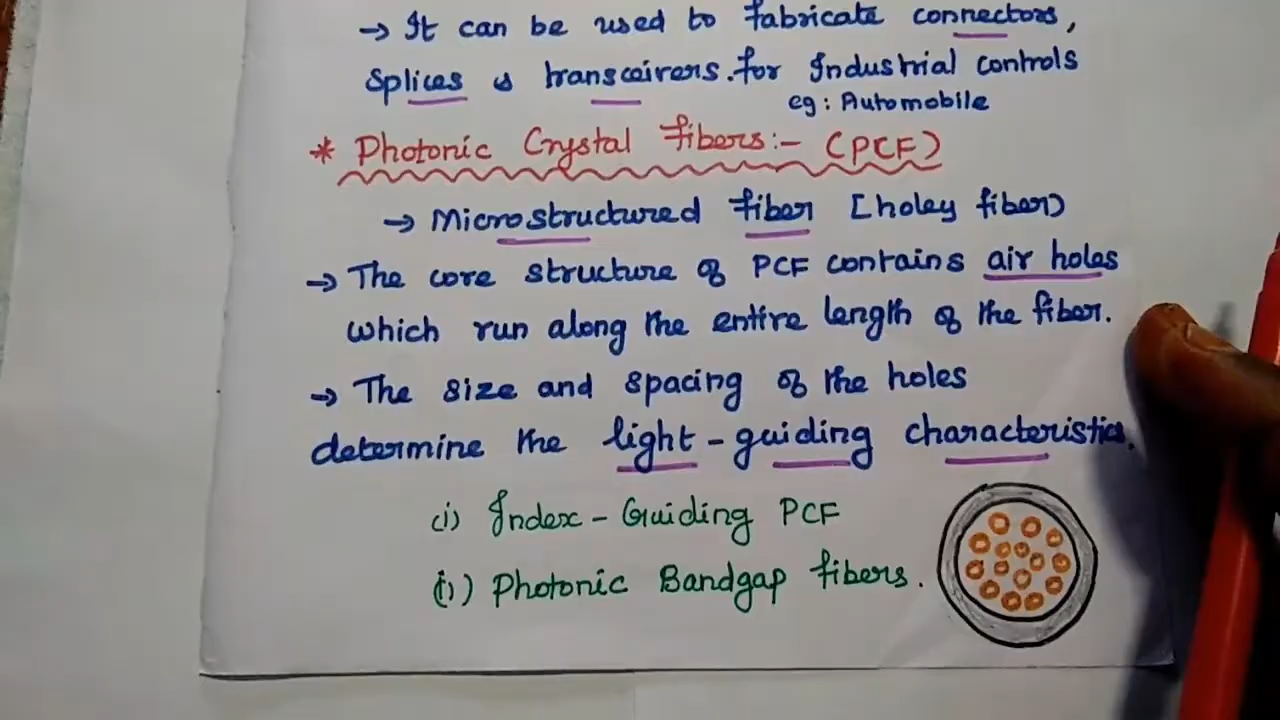 → It can be used to fabricate connectors,
splices & transceivers. for Industrial controls
eg: Automobile
* Photonic Crystal fibers:- (PCF)
→ Microstructured fiber [holey fiber)
→ The core structure of PCF contains air holes
which run along the entire length of the fiber.
→ The size and spacing of the holes
determine the light-guiding characteristics.
(i) Index-Guiding PCF
(i) Photonic Bandgap fibers.